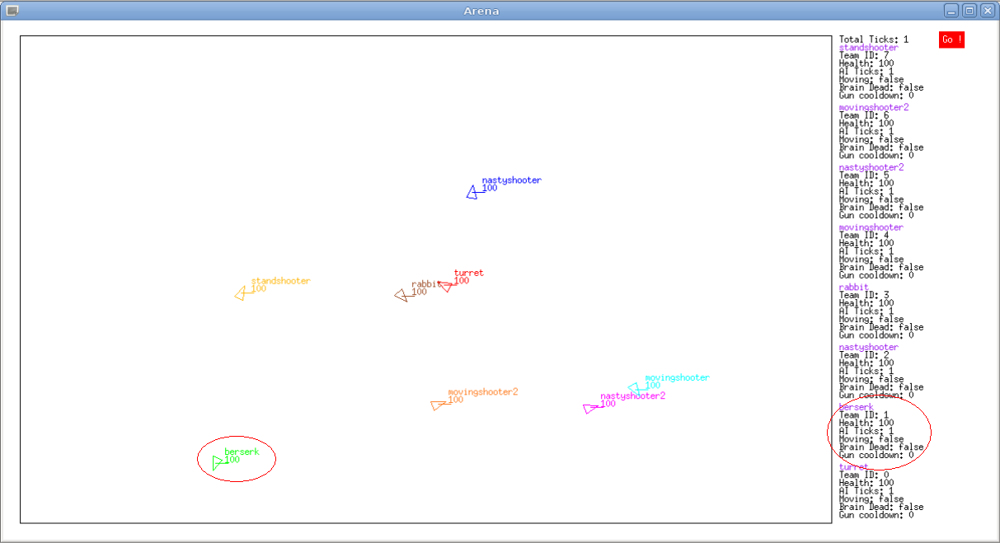 Arena
Total Ticks: 1
Go !
standshooter
Team ID: 7
Health: 100
AI Ticks: 1
Moving: false
Brain Dead: false
Gun cooldown: 0
movingshooter2
Team ID: 6
Health: 100
AI Ticks: 1
Moving: false
Brain Dead: false
Gun cooldown: 0
nastyshooter2
Team ID: 5
Health: 100
AI Ticks: 1
Moving: false
Brain Dead: false
Gun cooldown: 0
movingshooter
Team ID: 4
Health: 100
AI Ticks: 1
Moving: false
Brain Dead: false
Gun cooldown: 0
rabbit
Team ID: 3
Health: 100
AI Ticks: 1
Moving: false
Brain Dead: false
Gun cooldown: 0
nastyshooter
Team ID: 2
Health: 100
AI Ticks: 1
Moving: false
Brain Dead: false
Gun cooldown: 0
berserk
Team ID: 1
Health: 100
AI Ticks: 1
Moving: false
Brain Dead: false
Gun cooldown: 0
turret
Team ID: 0
Health: 100
AI Ticks: 1
Moving: false
Brain Dead: false
Gun cooldown: 0
nastyshooter
100
turret
100
standshooter
100
rabbit
100
movingshooter
100
movingshooter2
100
nastyshooter2
100
berserk
100